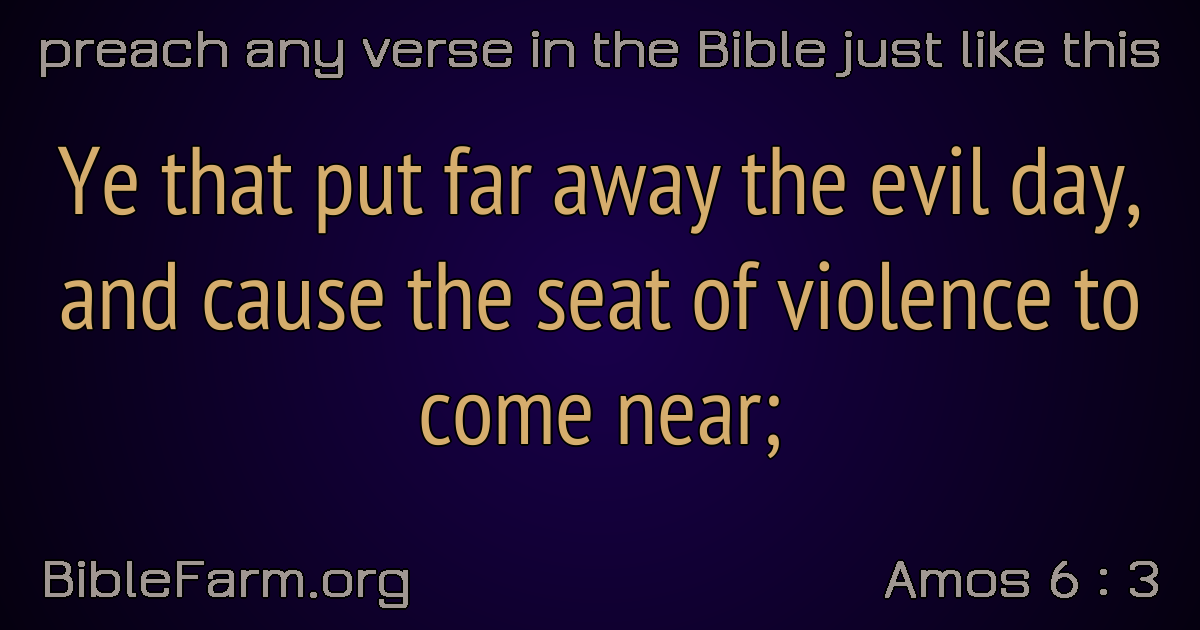 preach any verse in the Bible just like this
Ye that put far away the evil day,
and cause the seat of violence to
come near;
BibleFarm.org
Amos 6 : 3